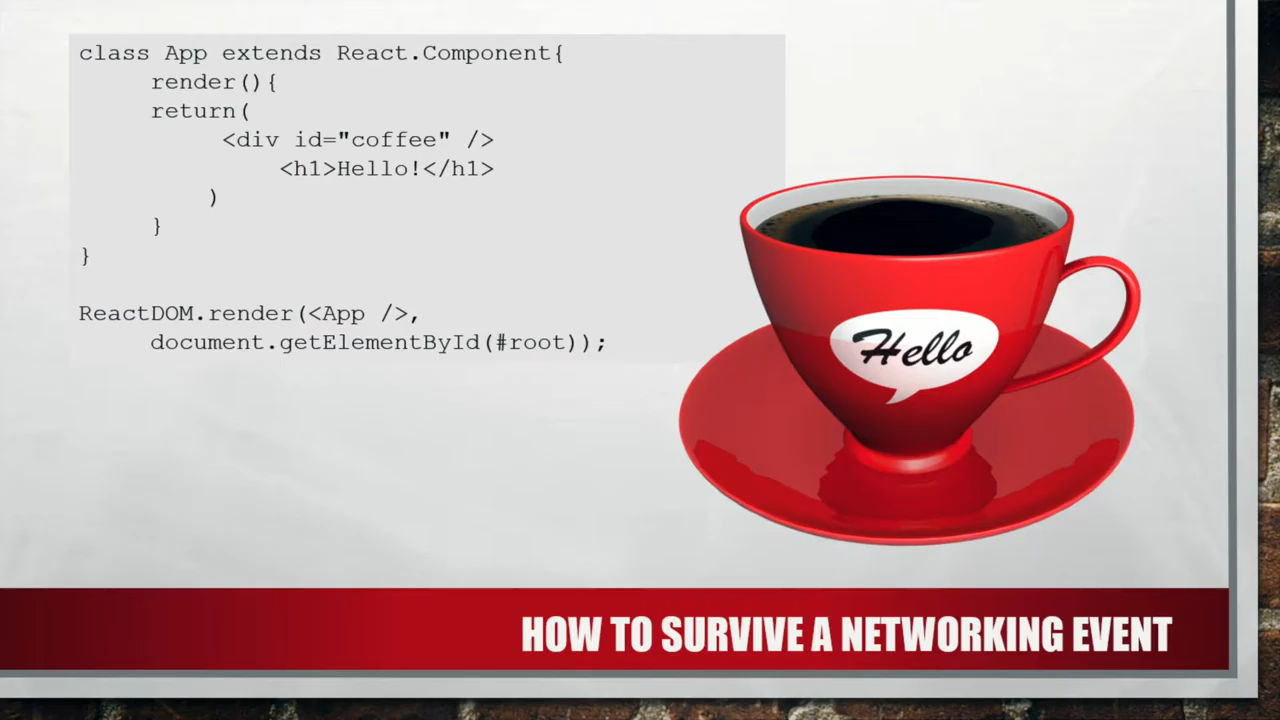 class App extends React.Component{
render(){
return(
<div id="coffee" />
<h1>Hello!</h1>
)
}
}
ReactDOM.render(<App />,
document.getElementById(#root));
Hello
HOW TO SURVIVE A NETWORKING EVENT